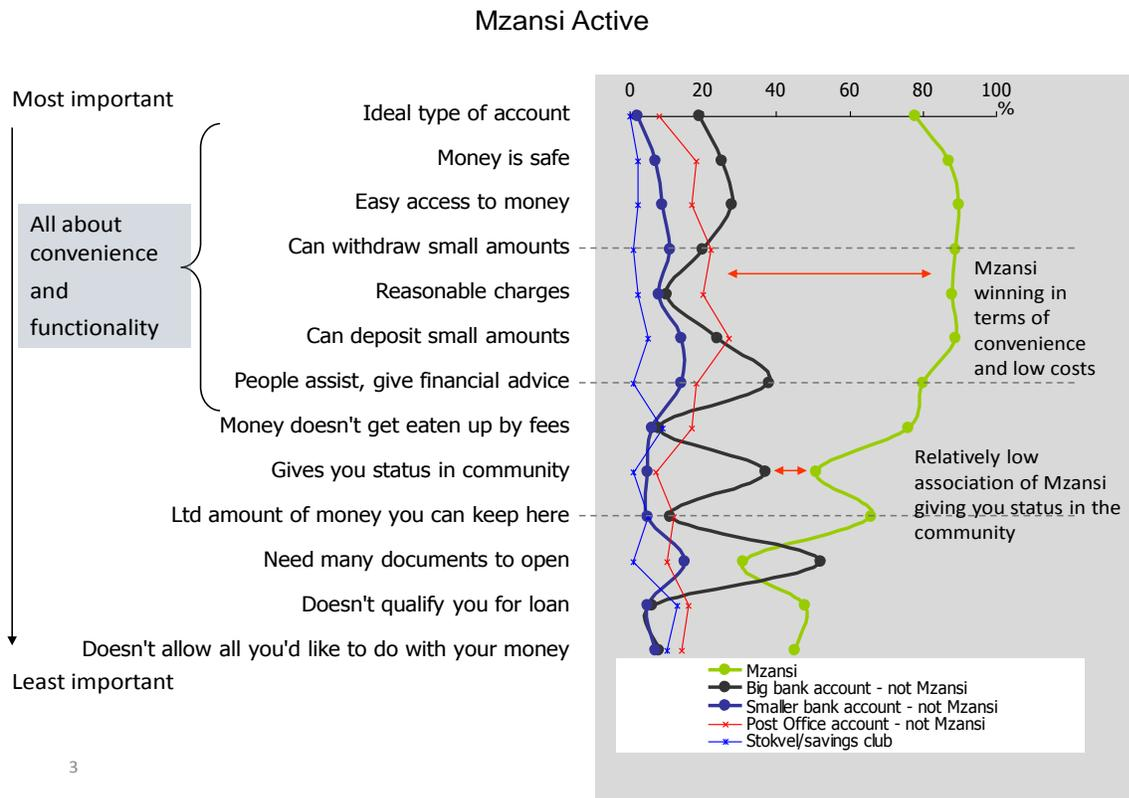 Mzansi Active
Most important
0 20 40 60 80 100
%
Ideal type of account
Money is safe
Easy access to money
Can withdraw small amounts
Reasonable charges
Can deposit small amounts
People assist, give financial advice
Money doesn't get eaten up by fees
Gives you status in community
Ltd amount of money you can keep here
Need many documents to open
Doesn't qualify you for loan
Doesn't allow all you'd like to do with your money
Least important
All about
convenience
and
functionality
Mzansi
winning in
terms of
convenience
and low costs
Relatively low
association of Mzansi
giving you status in the
community
Mzansi
Big bank account - not Mzansi
Smaller bank account - not Mzansi
Post Office account - not Mzansi
Stokvel/savings club
3